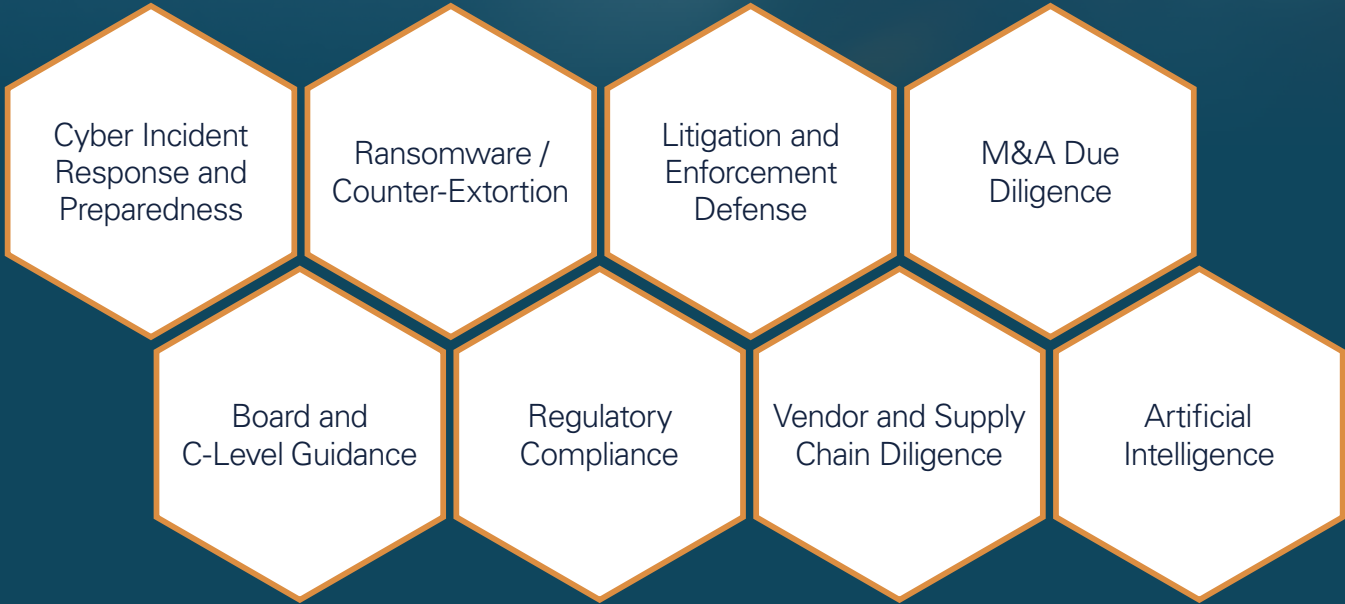 Cyber Incident
Response and
Preparedness
Ransomware /
Counter-Extortion
Litigation and
Enforcement
Defense
M&A Due
Diligence
Board and
C-Level Guidance
Regulatory
Compliance
Vendor and Supply
Chain Diligence
Artificial
Intelligence